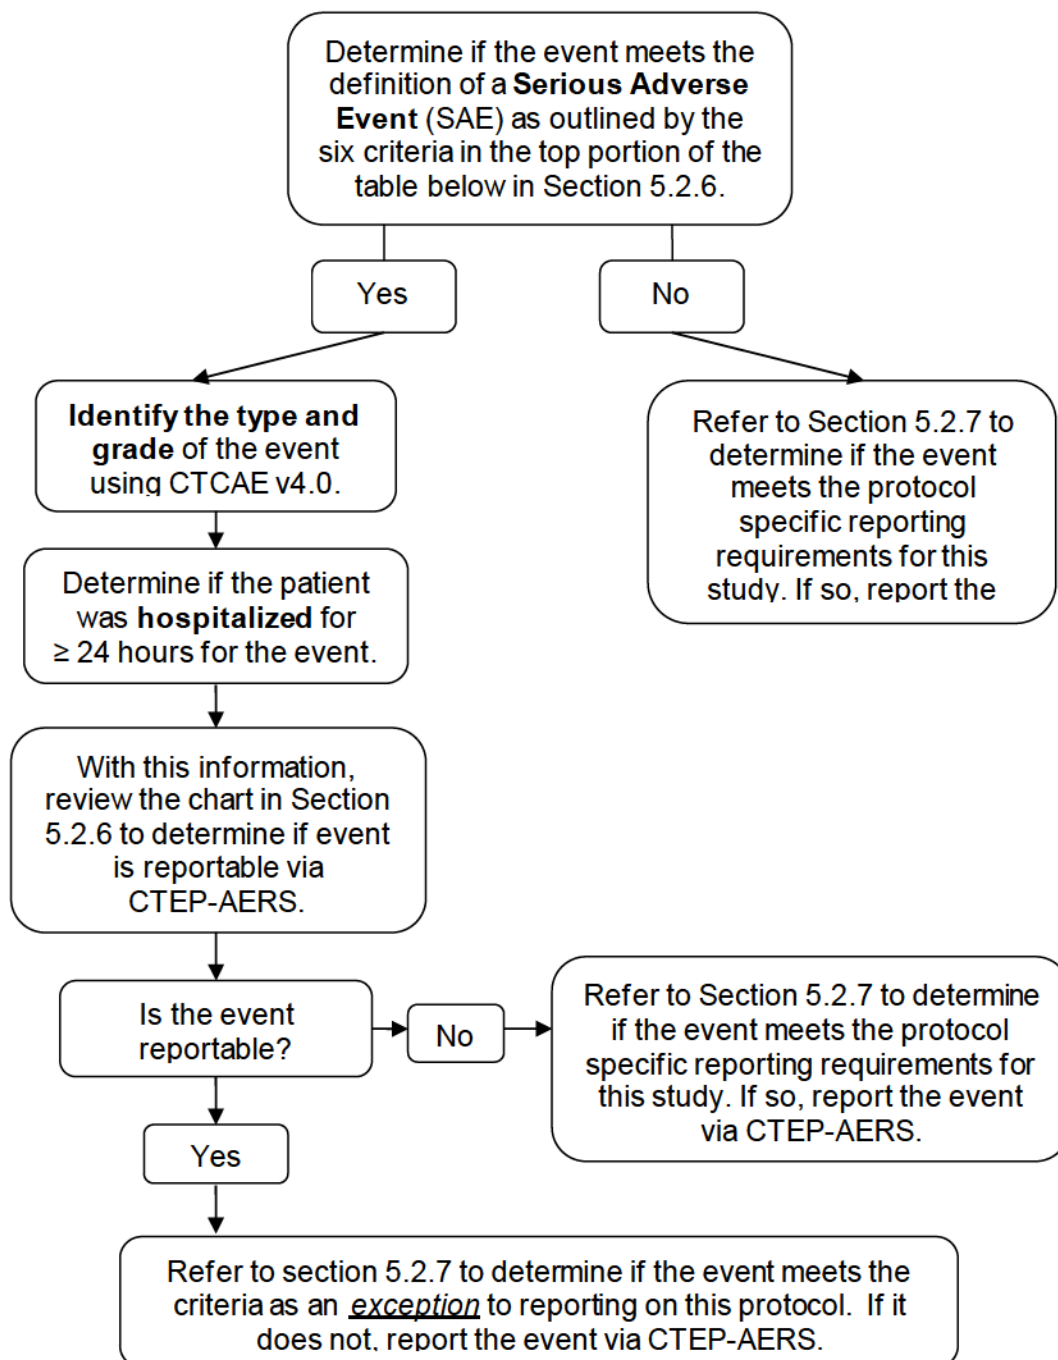 Determine if the event meets the
definition of a Serious Adverse
Event (SAE) as outlined by the
six criteria in the top portion of the
table below in Section 5.2.6.
Yes
No
Identify the type and
grade of the event
using CTCAE v4.0.
Refer to Section 5.2.7 to
determine if the event
meets the protocol
specific reporting
requirements for this
study. If so, report the
Determine if the patient
was hospitalized for
≥ 24 hours for the event.
With this information,
review the chart in Section
5.2.6 to determine if event
is reportable via
CTEP-AERS.
Is the event
reportable?
No
Refer to Section 5.2.7 to determine
if the event meets the protocol
specific reporting requirements for
this study. If so, report the event
via CTEP-AERS.
Yes
Refer to section 5.2.7 to determine if the event meets the
criteria as an exception to reporting on this protocol.  If it
does not, report the event via CTEP-AERS.